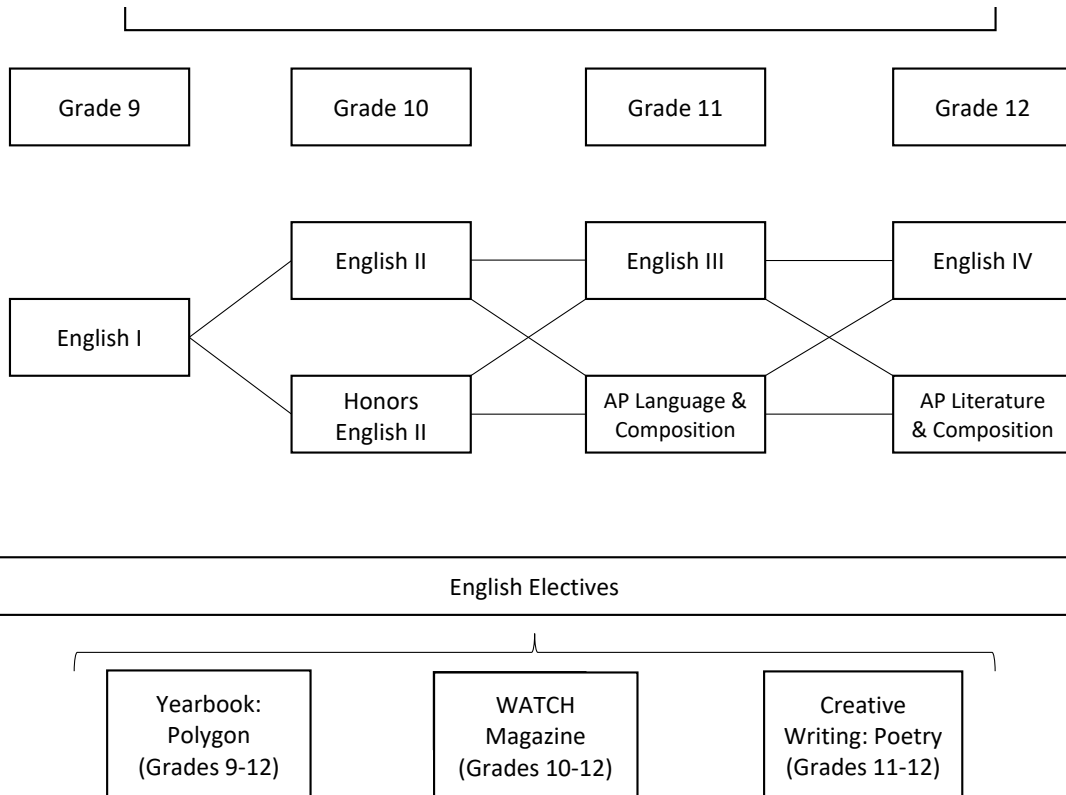 Grade 9
Grade 10
Grade 11
Grade 12
English I
English II
English III
English IV
Honors
English II
AP Language &
Composition
AP Literature
& Composition
English Electives
Yearbook:
Polygon
(Grades 9-12)
WATCH
Magazine
(Grades 10-12)
Creative
Writing: Poetry
(Grades 11-12)